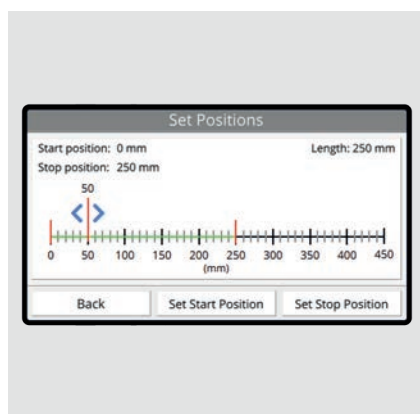 Set Positions
Start position: 0 mm Length: 250 mm
Stop position: 250 mm
50
0 50 100 150 200 250 300 350 400 450
(mm)
Back Set Start Position Set Stop Position